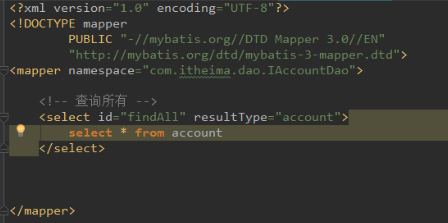 <?xml version="1.0" encoding="UTF-8"?>
<!DOCTYPE mapper
PUBLIC "-//mybatis.org//DTD Mapper 3.0//EN"
"http://mybatis.org/dtd/mybatis-3-mapper.dtd">
<mapper namespace="com.itheima.dao.IAccountDao">
<!-- 查询所有 -->
<select id="findAll" resultType="account">
select * from account
</select>
</mapper>